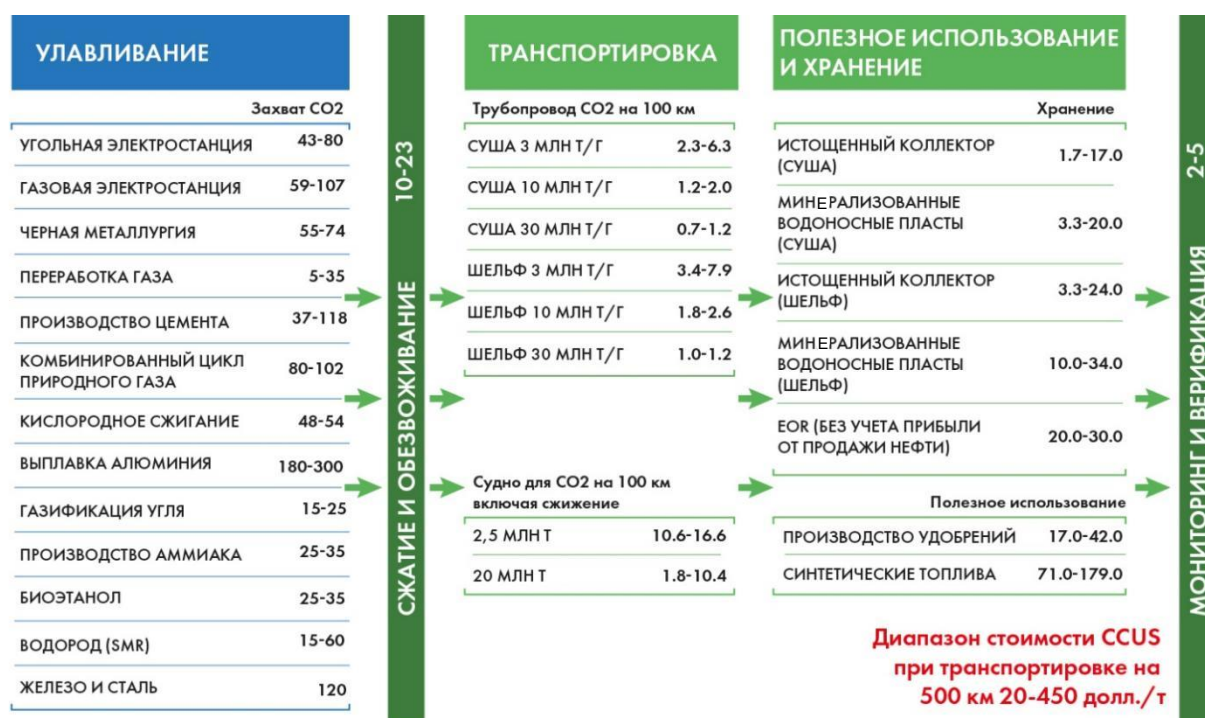 УЛАВЛИВАНИЕ
Захват CO2
УГОЛЬНАЯ ЭЛЕКТРОСТАНЦИЯ 43-80
ГАЗОВАЯ ЭЛЕКТРОСТАНЦИЯ 59-107
ЧЕРНАЯ МЕТАЛЛУРГИЯ 55-74
ПЕРЕРАБОТКА ГАЗА 5-35
ПРОИЗВОДСТВО ЦЕМЕНТА 37-118
КОМБИНИРОВАННЫЙ ЦИКЛ
ПРИРОДНОГО ГАЗА 80-102
КИСЛОРОДНОЕ СЖИГАНИЕ 48-54
ВЫПЛАВКА АЛЮМИНИЯ 180-300
ГАЗИФИКАЦИЯ УГЛЯ 15-25
ПРОИЗВОДСТВО АММИАКА 25-35
БИОЭТАНОЛ 25-35
ВОДОРОД (SMR) 15-60
ЖЕЛЕЗО И СТАЛЬ 120
СЖАТИЕ И ОБЕЗВОЖИВАНИЕ 10-23
ТРАНСПОРТИРОВКА
Трубопровод CO2 на 100 км
СУША 3 МЛН Т/Г 2.3-6.3
СУША 10 МЛН Т/Г 1.2-2.0
СУША 30 МЛН Т/Г 0.7-1.2
ШЕЛЬФ 3 МЛН Т/Г 3.4-7.9
ШЕЛЬФ 10 МЛН Т/Г 1.8-2.6
ШЕЛЬФ 30 МЛН Т/Г 1.0-1.2
Судно для CO2 на 100 км
включая сжижение
2,5 МЛН Т 10.6-16.6
20 МЛН Т 1.8-10.4
ПОЛЕЗНОЕ ИСПОЛЬЗОВАНИЕ
И ХРАНЕНИЕ
Хранение
ИСТОЩЕННЫЙ КОЛЛЕКТОР
(СУША) 1.7-17.0
МИНЕРАЛИЗОВАННЫЕ
ВОДОНОСНЫЕ ПЛАСТЫ 3.3-20.0
(СУША)
ИСТОЩЕННЫЙ КОЛЛЕКТОР
(ШЕЛЬФ) 3.3-24.0
МИНЕРАЛИЗОВАННЫЕ
ВОДОНОСНЫЕ ПЛАСТЫ 10.0-34.0
(ШЕЛЬФ)
EOR (БЕЗ УЧЕТА ПРИБЫЛИ
ОТ ПРОДАЖИ НЕФТИ) 20.0-30.0
Полезное использование
ПРОИЗВОДСТВО УДОБРЕНИЙ 17.0-42.0
СИНТЕТИЧЕСКИЕ ТОПЛИВА 71.0-179.0
Диапазон стоимости CCUS
при транспортировке на
500 км 20-450 долл./т
МОНИТОРИНГ И ВЕРИФИКАЦИЯ 2-5